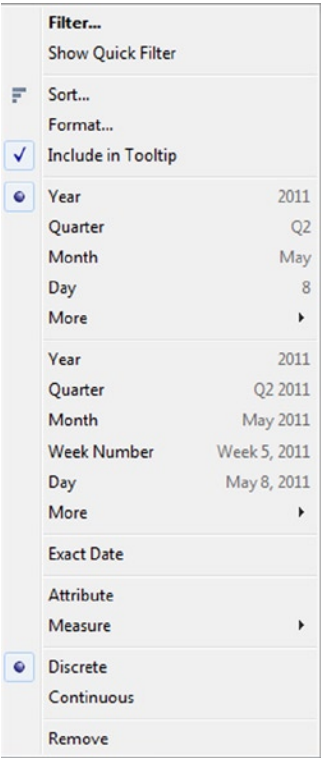 Filter...
Show Quick Filter
Sort...
Format...
Include in Tooltip
Year 2011
Quarter Q2
Month May
Day 8
More
Year 2011
Quarter Q2 2011
Month May 2011
Week Number Week 5, 2011
Day May 8, 2011
More
Exact Date
Attribute
Measure
Discrete
Continuous
Remove